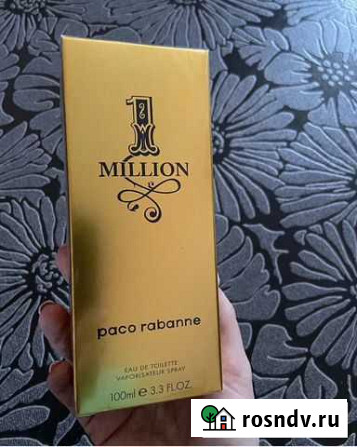 1
MILLION
paco rabanne
EAU DE TOILETTE
VAPORISATEUR SPRAY
100ml e 3.3 FL.OZ.
rosndv.ru